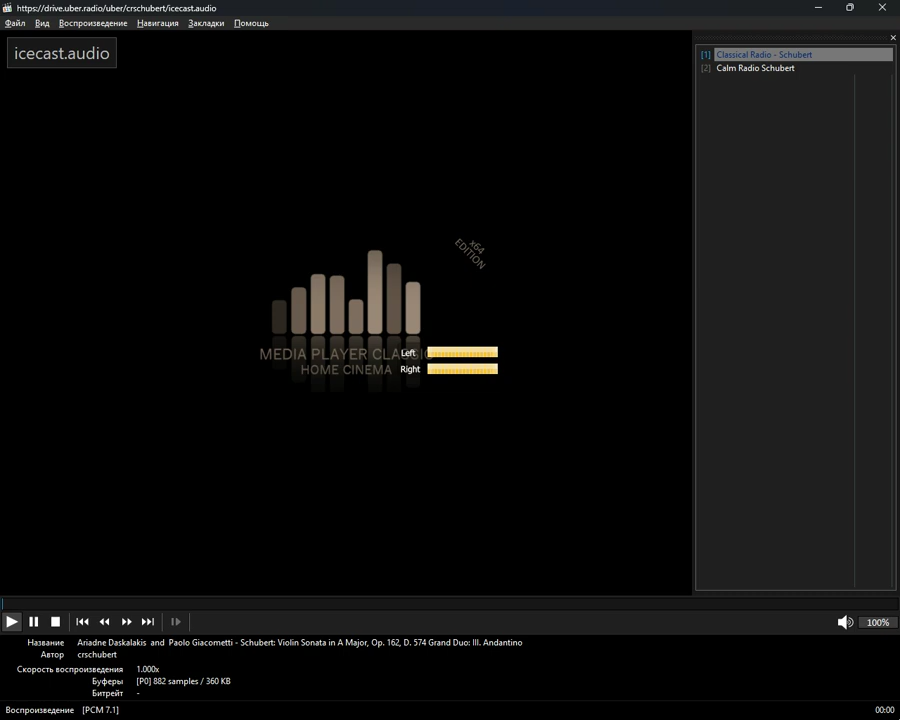 https://drive.uber.radio/uber/crschubert/icecast.audio
Файл Вид Воспроизведение Навигация Закладки Помощь
icecast.audio
[1] Classical Radio - Schubert
[2] Calm Radio Schubert
x64
EDITION
MEDIA PLAYER CLASSIC
HOME CINEMA
Left
Right
100%
Название Ariadne Daskalakis and Paolo Giacometti - Schubert: Violin Sonata in A Major, Op. 162, D. 574 Grand Duo: III. Andantino
Автор crschubert
Скорость воспроизведения 1.000x
Буферы [P0] 882 samples / 360 KB
Битрейт -
Воспроизведение [PCM 7.1] 00:00